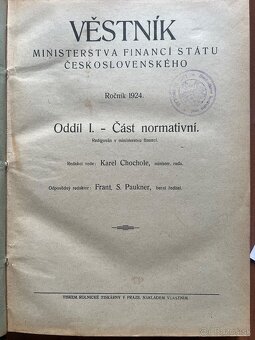 VĚSTNÍK
MINISTERSTVA FINANCÍ STÁTU
ČESKOSLOVENSKÉHO
Ročník 1924.
Oddíl I. - Část normativní.
Redigován v ministerstvu financí.
Redakci vede: Karel Chochole, minister. rada.
Odpovědný redaktor: Frant. S. Paukner, berní ředitel.
TISKEM ROLNICKÉ TISKÁRNY V PRAZE. NÁKLADEM VLASTNÍM.